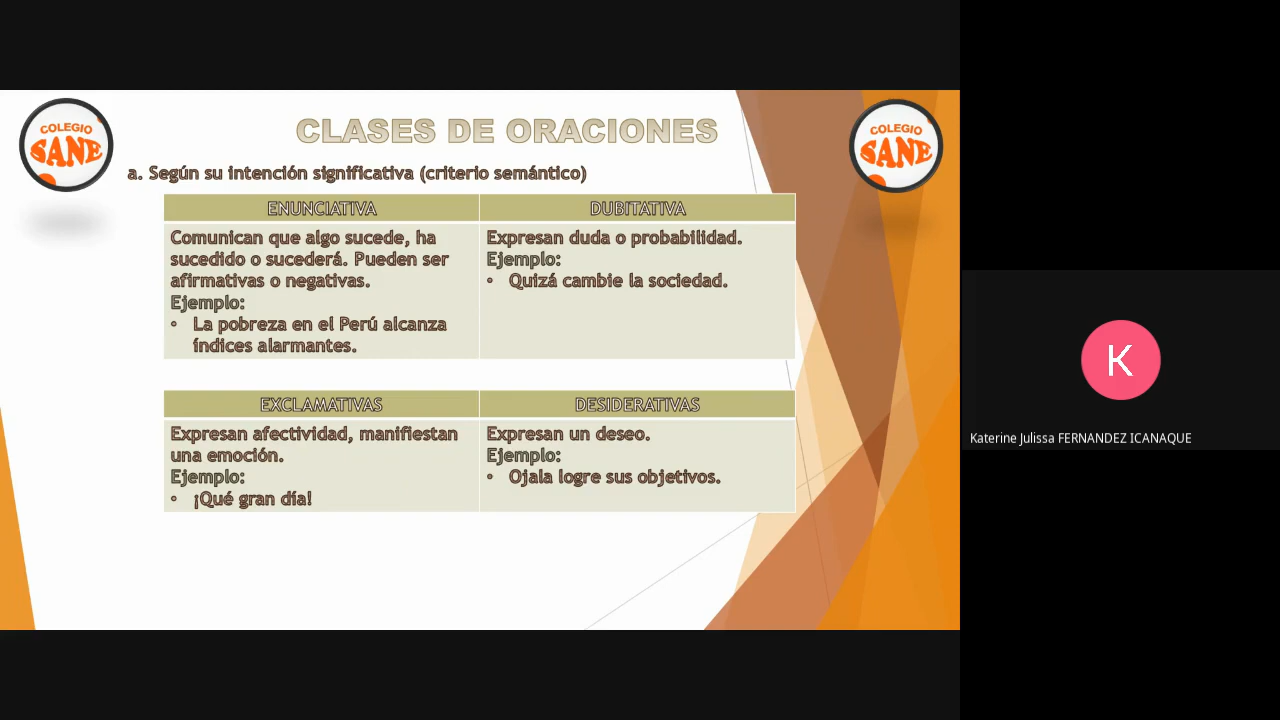 COLEGIO
SANE
COLEGIO
SANE
CLASES DE ORACIONES
a. Según su intención significativa (criterio semántico)
ENUNCIATIVA
Comunican que algo sucede, ha
sucedido o sucederá. Pueden ser
afirmativas o negativas.
Ejemplo:
• La pobreza en el Perú alcanza
índices alarmantes.
DUBITATIVA
Expresan duda o probabilidad.
Ejemplo:
• Quizá cambie la sociedad.
EXCLAMATIVAS
Expresan afectividad, manifiestan
una emoción.
Ejemplo:
• ¡Qué gran día!
DESIDERATIVAS
Expresan un deseo.
Ejemplo:
• Ojala logre sus objetivos.
K
Katerine Julissa FERNANDEZ ICANAQUE